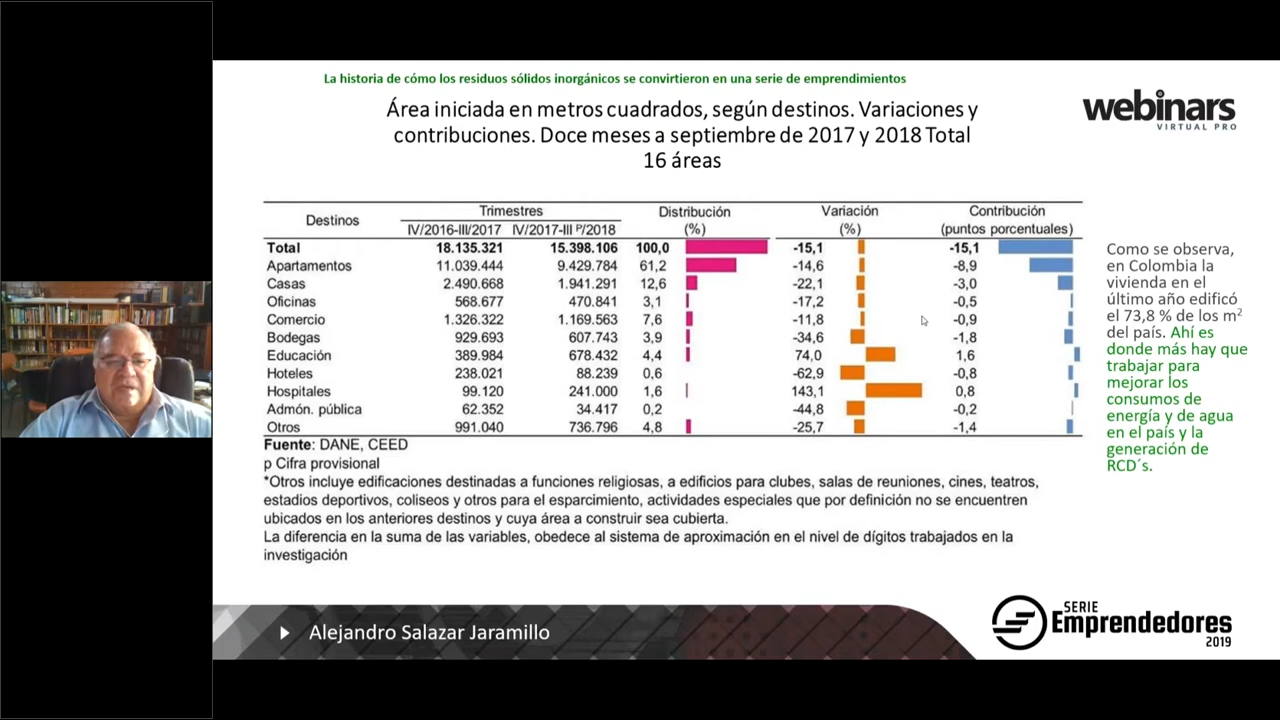 La historia de cómo los residuos sólidos inorgánicos se convirtieron en una serie de emprendimientos
webinars
VIRTUAL PRO
Área iniciada en metros cuadrados, según destinos. Variaciones y
contribuciones. Doce meses a septiembre de 2017 y 2018 Total
16 áreas
Destinos Trimestres Distribución Variación Contribución
IV/2016-III/2017 IV/2017-III P/2018 (%) (%) (puntos porcentuales)
Total 18.135.321 15.398.106 100,0 -15,1 -15,1
Apartamentos 11.039.444 9.429.784 61,2 -14,6 -8,9
Casas 2.490.668 1.941.291 12,6 -22,1 -3,0
Oficinas 568.677 470.841 3,1 -17,2 -0,5
Comercio 1.326.322 1.169.563 7,6 -11,8 -0,9
Bodegas 929.693 607.743 3,9 -34,6 -1,8
Educación 389.984 678.432 4,4 74,0 1,6
Hoteles 238.021 88.239 0,6 -62,9 -0,8
Hospitales 99.120 241.000 1,6 143,1 0,8
Admón. pública 62.352 34.417 0,2 -44,8 -0,2
Otros 991.040 736.796 4,8 -25,7 -1,4
Fuente: DANE, CEED
p Cifra provisional
*Otros incluye edificaciones destinadas a funciones religiosas, a edificios para clubes, salas de reuniones, cines, teatros,
estadios deportivos, coliseos y otros para el esparcimiento, actividades especiales que por definición no se encuentren
ubicados en los anteriores destinos y cuya área a construir sea cubierta.
La diferencia en la suma de las variables, obedece al sistema de aproximación en el nivel de dígitos trabajados en la
investigación
Como se observa,
en Colombia la
vivienda en el
último año edificó
el 73,8 % de los m²
del país. Ahí es
donde más hay que
trabajar para
mejorar los
consumos de
energía y de agua
en el país y la
generación de
RCD´s.
Alejandro Salazar Jaramillo
SERIE
Emprendedores
2019